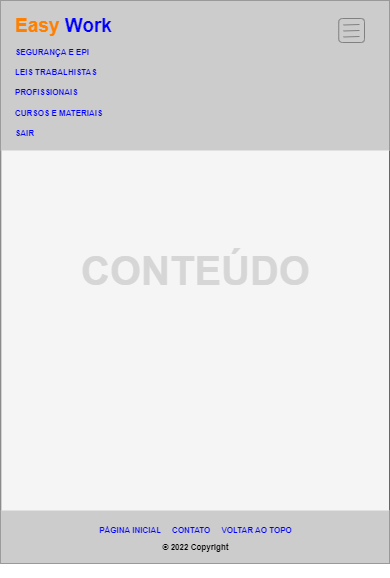 Easy Work
SEGURANÇA E EPI
LEIS TRABALHISTAS
PROFISSIONAIS
CURSOS E MATERIAIS
SAIR
CONTEÚDO
PÁGINA INICIAL CONTATO VOLTAR AO TOPO
© 2022 Copyright